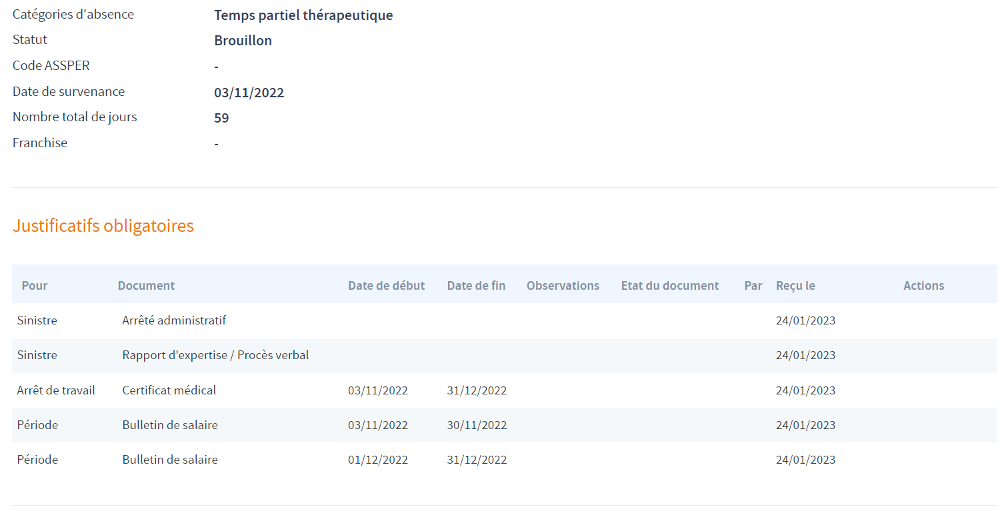 Catégories d'absence Temps partiel thérapeutique
Statut Brouillon
Code ASSPER -
Date de survenance 03/11/2022
Nombre total de jours 59
Franchise -
Justificatifs obligatoires
Pour Document Date de début Date de fin Observations Etat du document Par Reçu le Actions
Sinistre Arrêté administratif 24/01/2023
Sinistre Rapport d'expertise / Procès verbal 24/01/2023
Arrêt de travail Certificat médical 03/11/2022 31/12/2022 24/01/2023
Période Bulletin de salaire 03/11/2022 30/11/2022 24/01/2023
Période Bulletin de salaire 01/12/2022 31/12/2022 24/01/2023